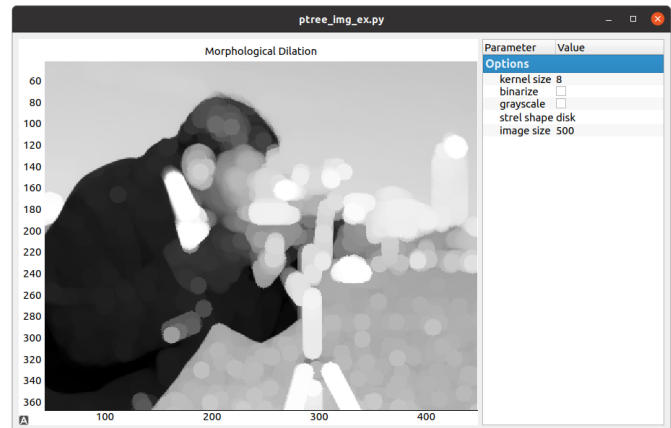 ptree_img_ex.py
Morphological Dilation
60
80
100
120
140
160
180
200
220
240
260
280
300
320
340
360
100 200 300 400
A
Parameter Value
Options
kernel size 8
binarize
grayscale
strel shape disk
image size 500